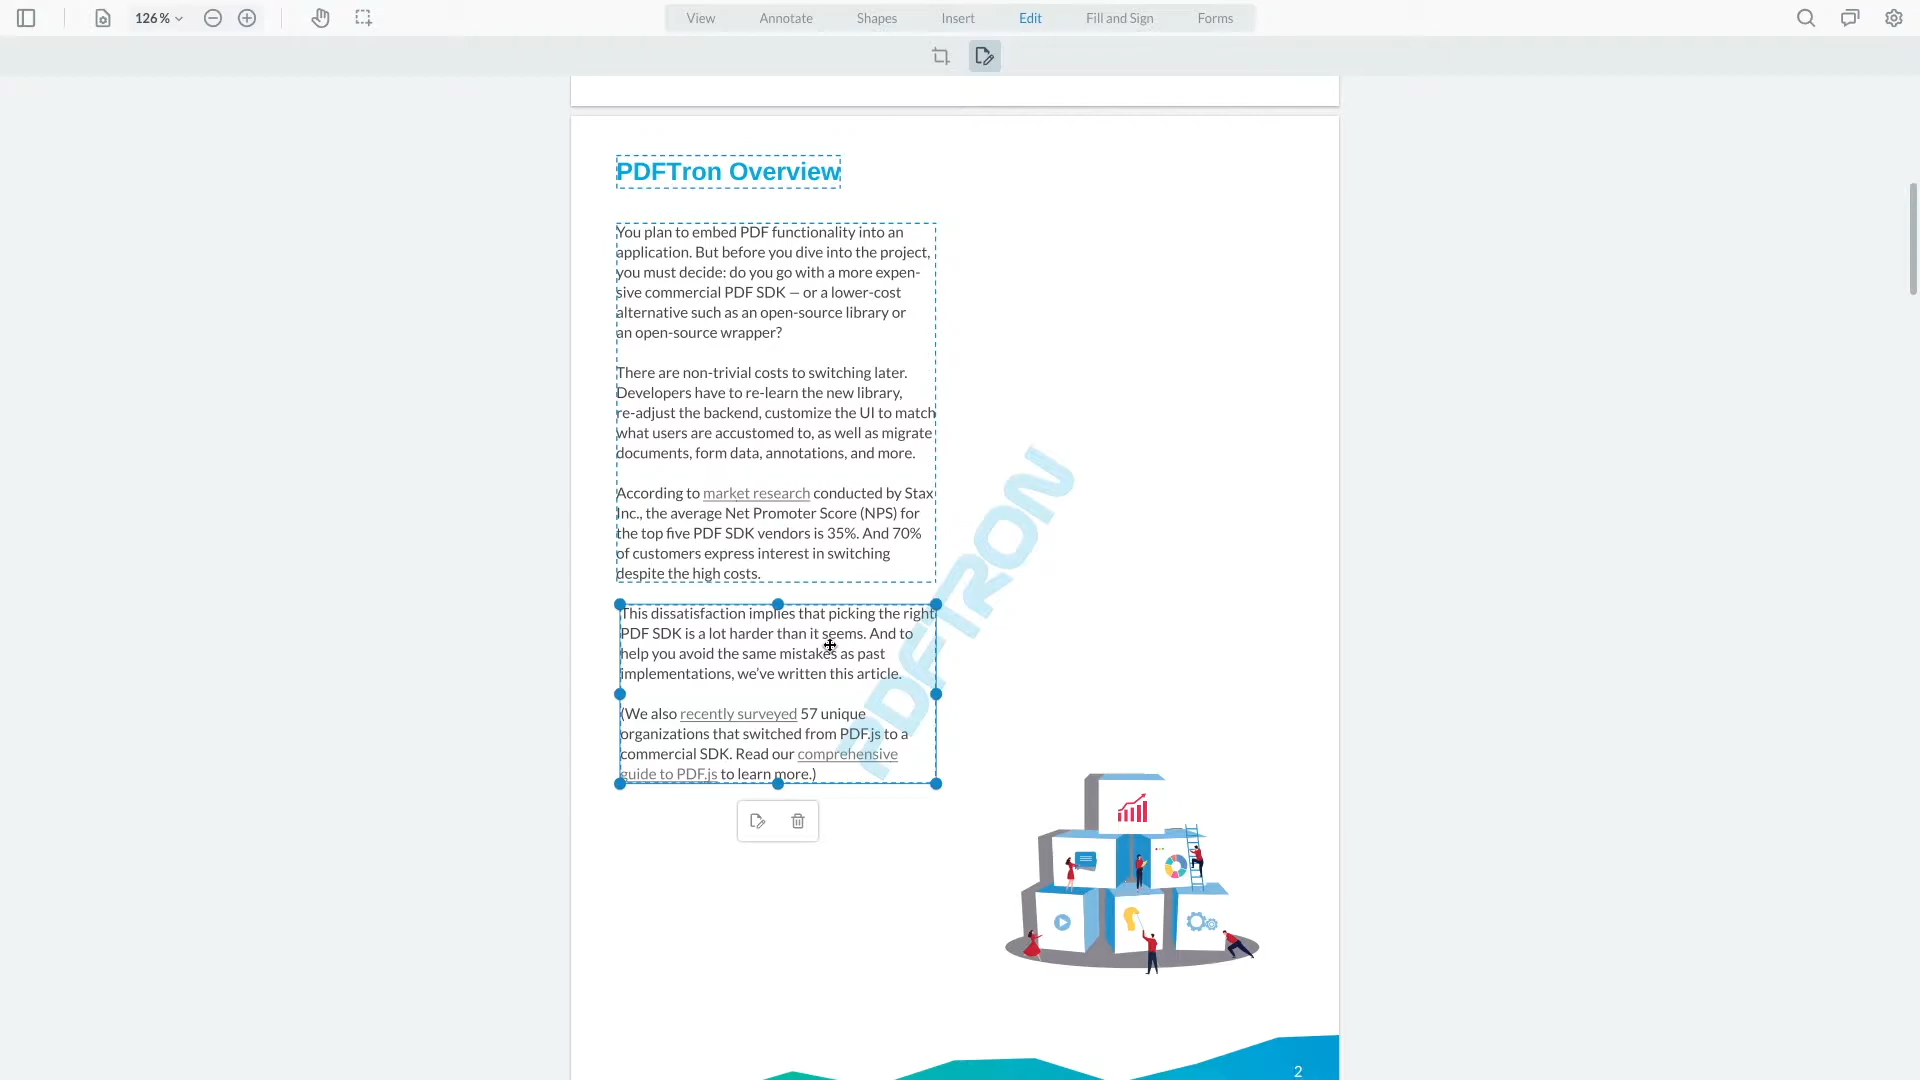 126 %
View
Annotate
Shapes
Insert
Edit
Fill and Sign
Forms
PDFTron Overview
You plan to embed PDF functionality into an
application. But before you dive into the project,
you must decide: do you go with a more expen-
sive commercial PDF SDK — or a lower-cost
alternative such as an open-source library or
an open-source wrapper?
There are non-trivial costs to switching later.
Developers have to re-learn the new library,
re-adjust the backend, customize the UI to match
what users are accustomed to, as well as migrate
documents, form data, annotations, and more.
According to market research conducted by Stax
Inc., the average Net Promoter Score (NPS) for
the top five PDF SDK vendors is 35%. And 70%
of customers express interest in switching
despite the high costs.
This dissatisfaction implies that picking the right
PDF SDK is a lot harder than it seems. And to
help you avoid the same mistakes as past
implementations, we’ve written this article.
(We also recently surveyed 57 unique
organizations that switched from PDF.js to a
commercial SDK. Read our comprehensive
guide to PDF.js to learn more.)
PDFTRON
2